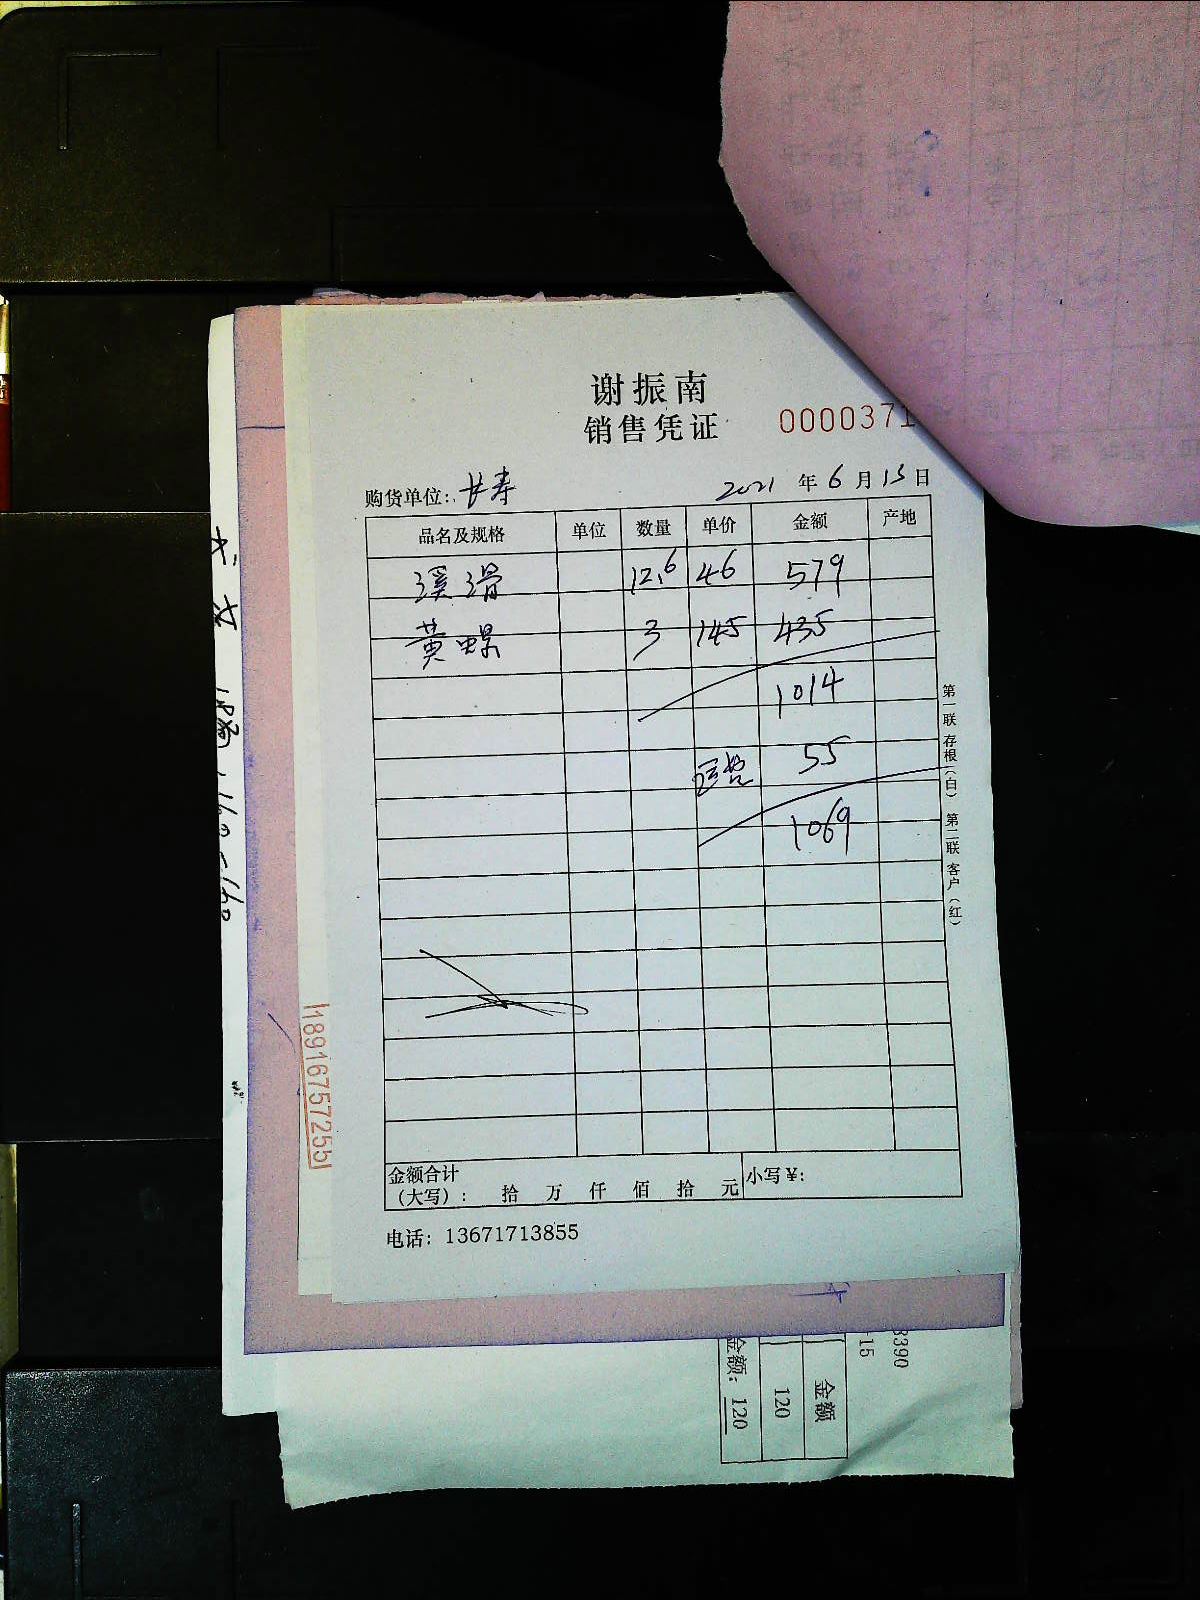 谢振南
销售凭证
0000371
购货单位: 长寿 2021 年 6 月 15 日
品名及规格 单位 数量 单价 金额 产地
溪滑 12.6 46 579
黄螺 3 145 435
1014
运费 55
1069
第一联 存根(白) 第二联 客户(红)
金额合计
(大写): 拾 万 仟 佰 拾 元 小写¥:
电话: 13671713855
18916757255
3390
-15
金额
120
金额: 120